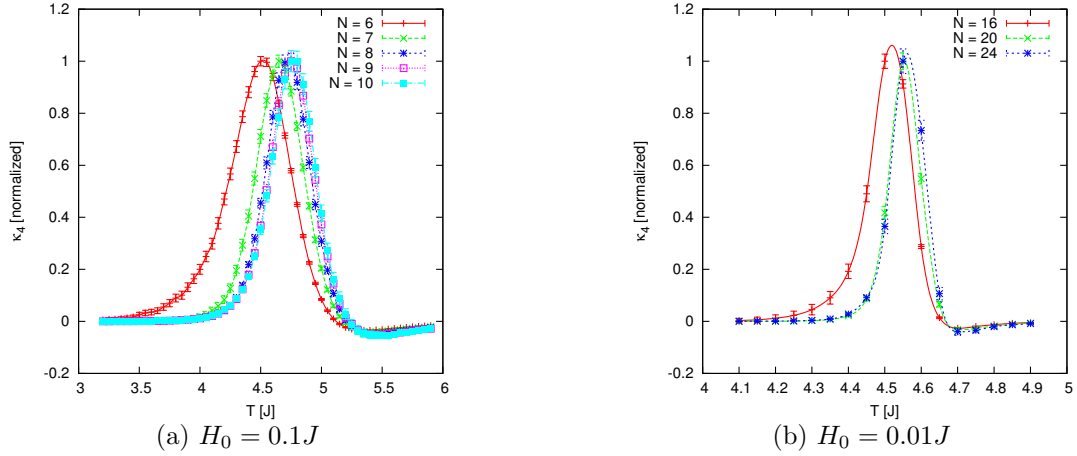 1.2
1
0.8
0.6
0.4
0.2
0
-0.2
κ4 [normalized]
N = 6
N = 7
N = 8
N = 9
N = 10
3 3.5 4 4.5 5 5.5 6
T [J]
(a) H0 = 0.1J
1.2
1
0.8
0.6
0.4
0.2
0
-0.2
κ4 [normalized]
N = 16
N = 20
N = 24
4 4.1 4.2 4.3 4.4 4.5 4.6 4.7 4.8 4.9 5
T [J]
(b) H0 = 0.01J